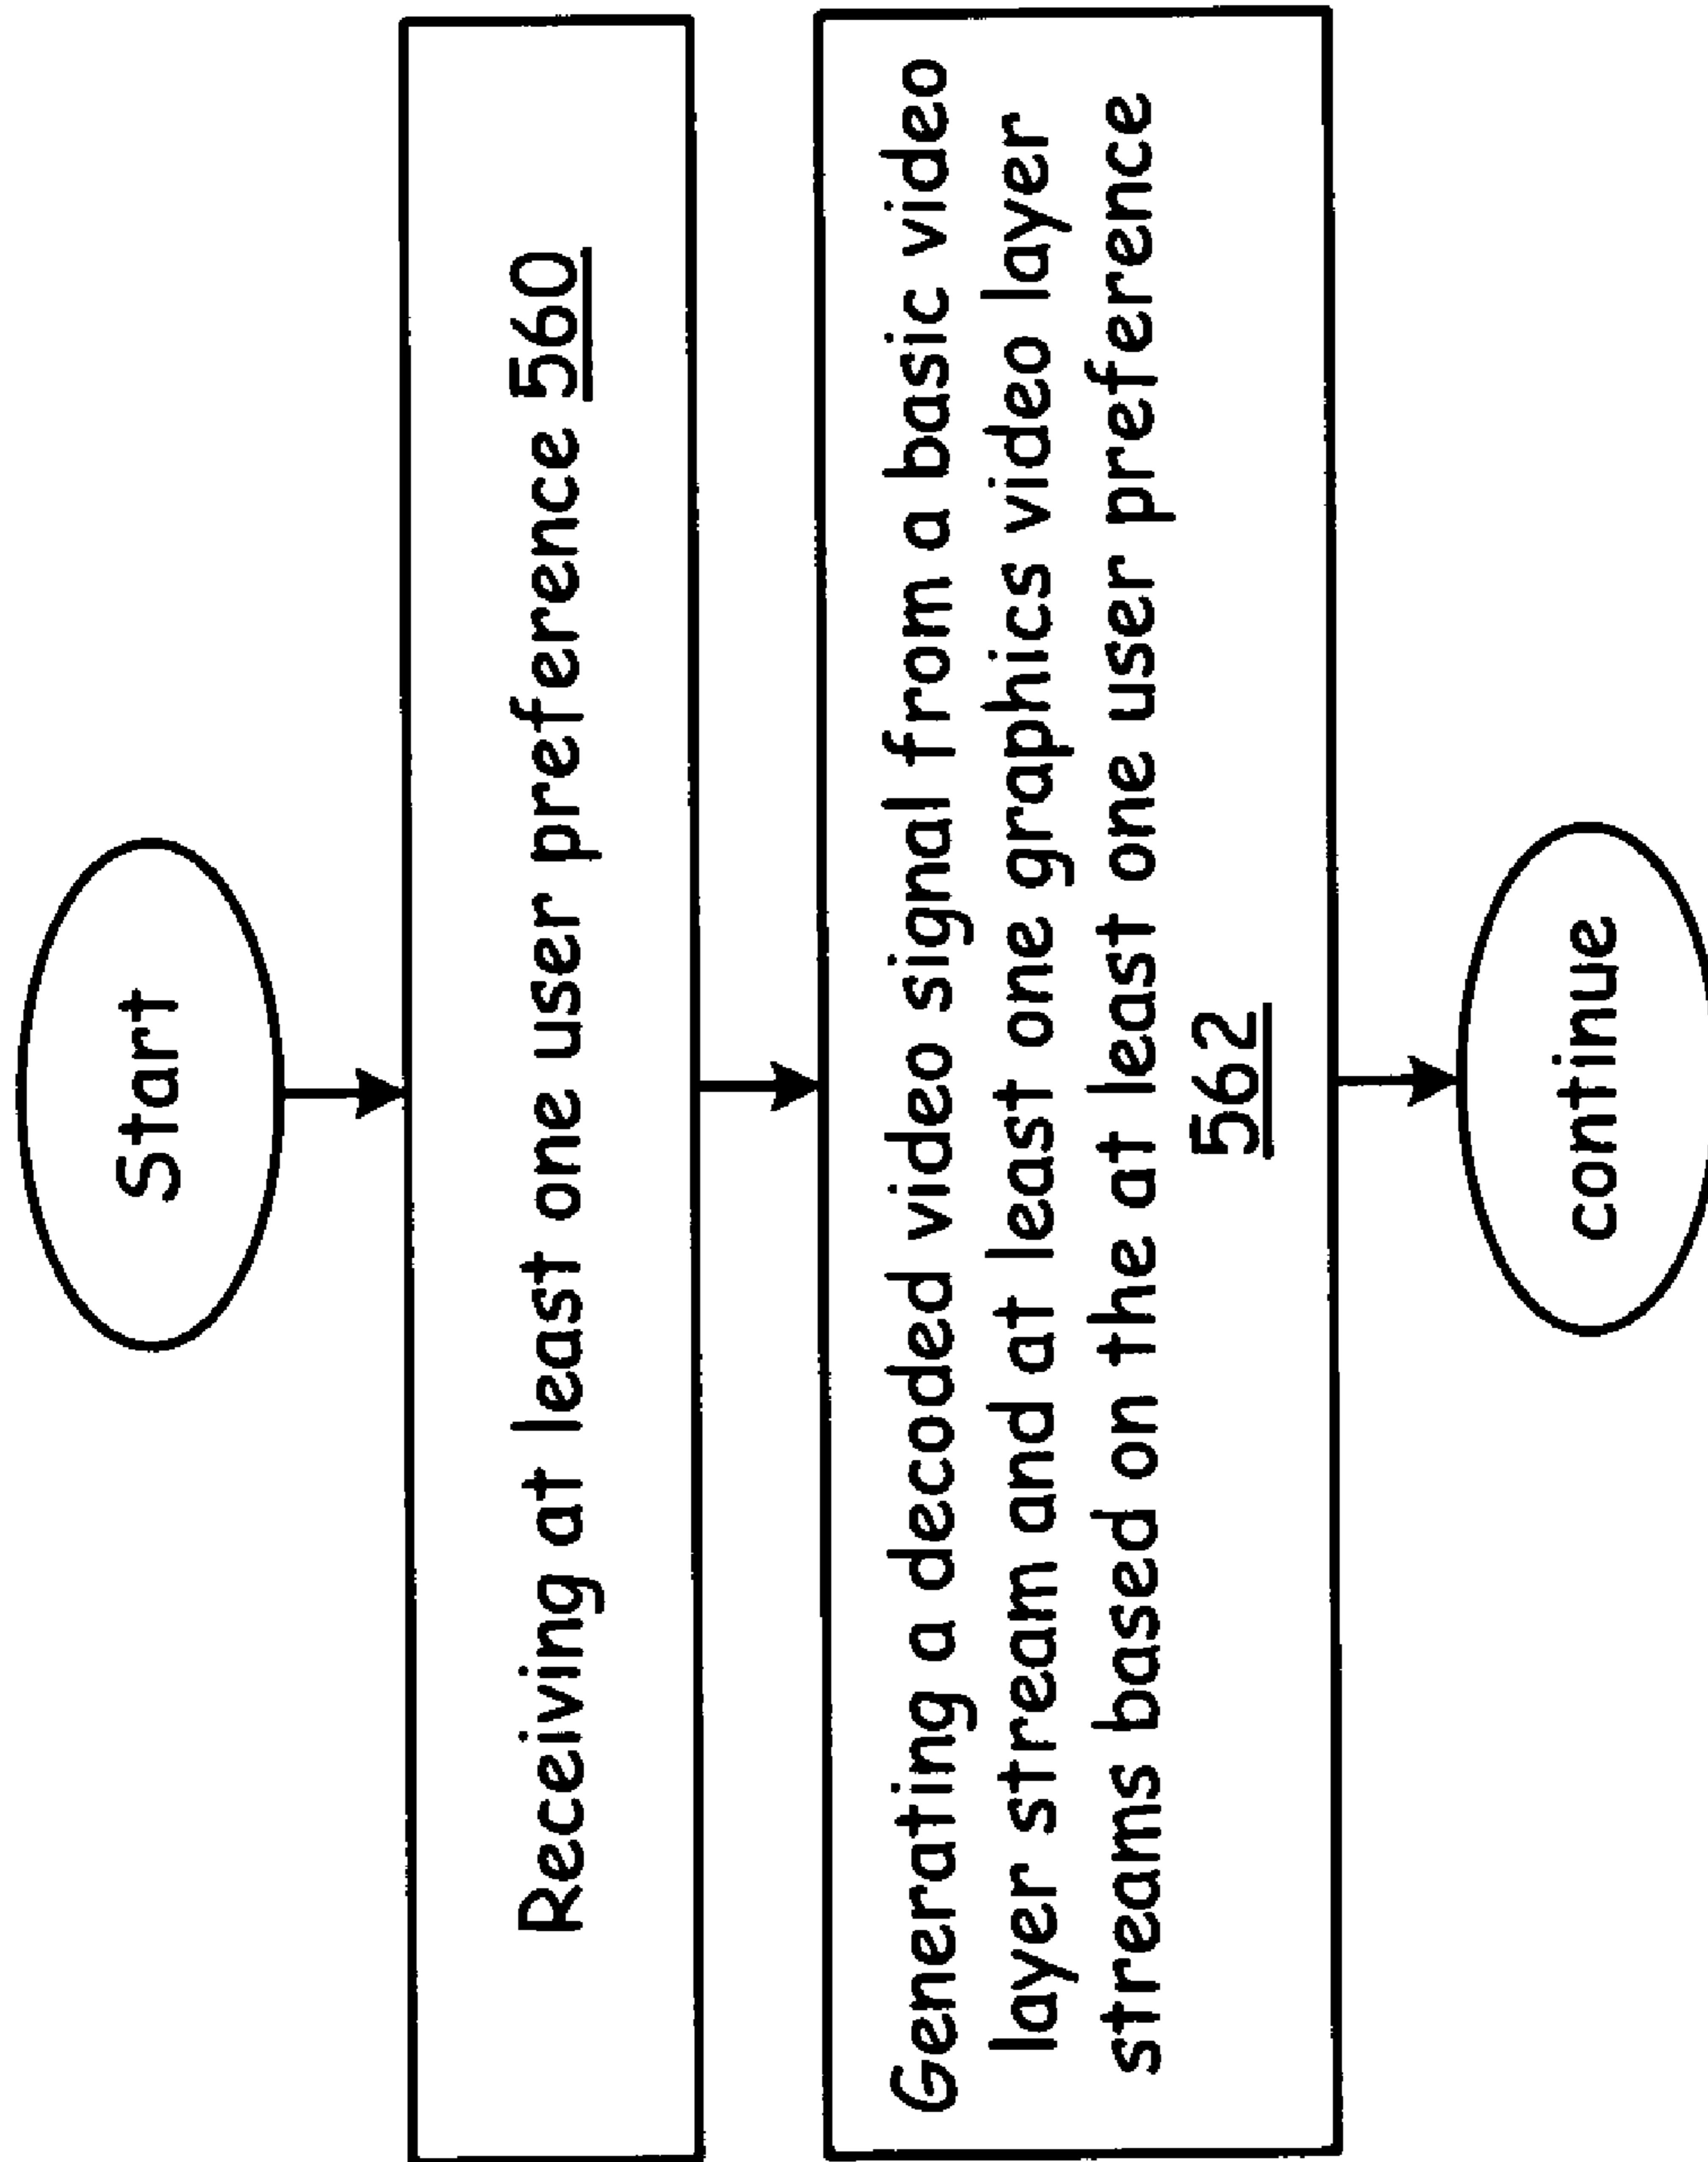 Start
Receiving at least one user preference 560
Generating a decoded video signal from a basic video
layer stream and at least one graphics video layer
streams based on the at least one user preference
562
continue